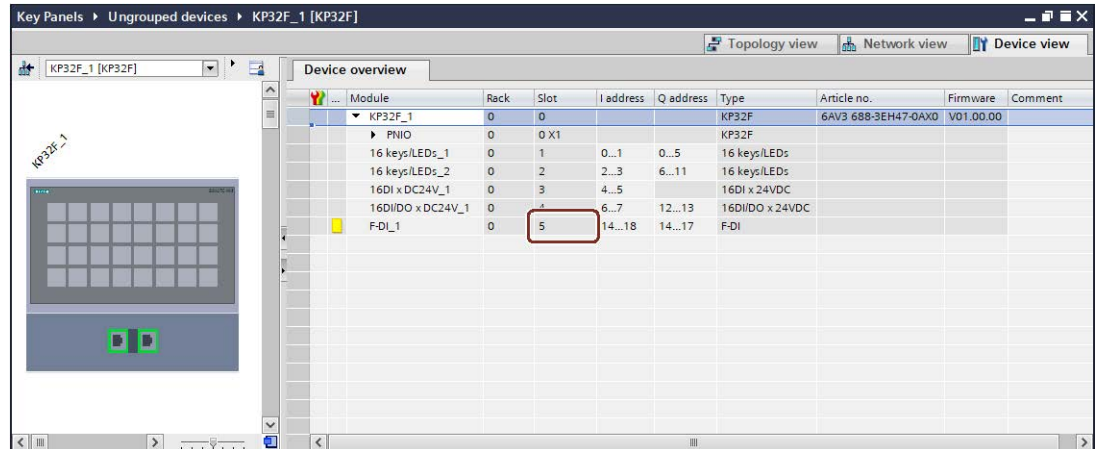 Key Panels ▸ Ungrouped devices ▸ KP32F_1 [KP32F]
Topology view Network view Device view
KP32F_1 [KP32F]
Device overview
... Module Rack Slot I address Q address Type Article no. Firmware Comment
KP32F_1 0 0 KP32F 6AV3 688-3EH47-0AX0 V01.00.00
PNIO 0 0 X1 KP32F
16 keys/LEDs_1 0 1 0...1 0...5 16 keys/LEDs
16 keys/LEDs_2 0 2 2...3 6...11 16 keys/LEDs
16DI x DC24V_1 0 3 4...5 16DI x 24VDC
16DI/DO x DC24V_1 0 4 6...7 12...13 16DI/DO x 24VDC
F-DI_1 0 5 14...18 14...17 F-DI
KP32F_1